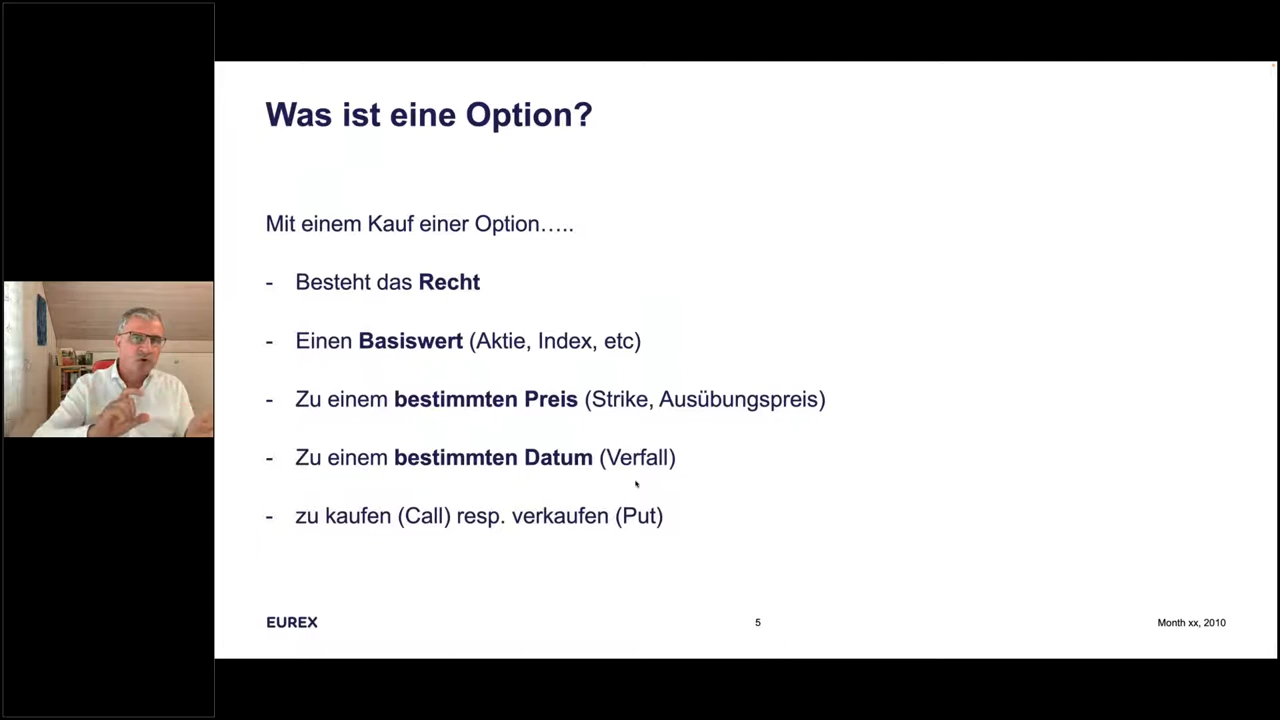 Was ist eine Option?
Mit einem Kauf einer Option…..
- Besteht das Recht
- Einen Basiswert (Aktie, Index, etc)
- Zu einem bestimmten Preis (Strike, Ausübungspreis)
- Zu einem bestimmten Datum (Verfall)
- zu kaufen (Call) resp. verkaufen (Put)
EUREX
5
Month xx, 2010